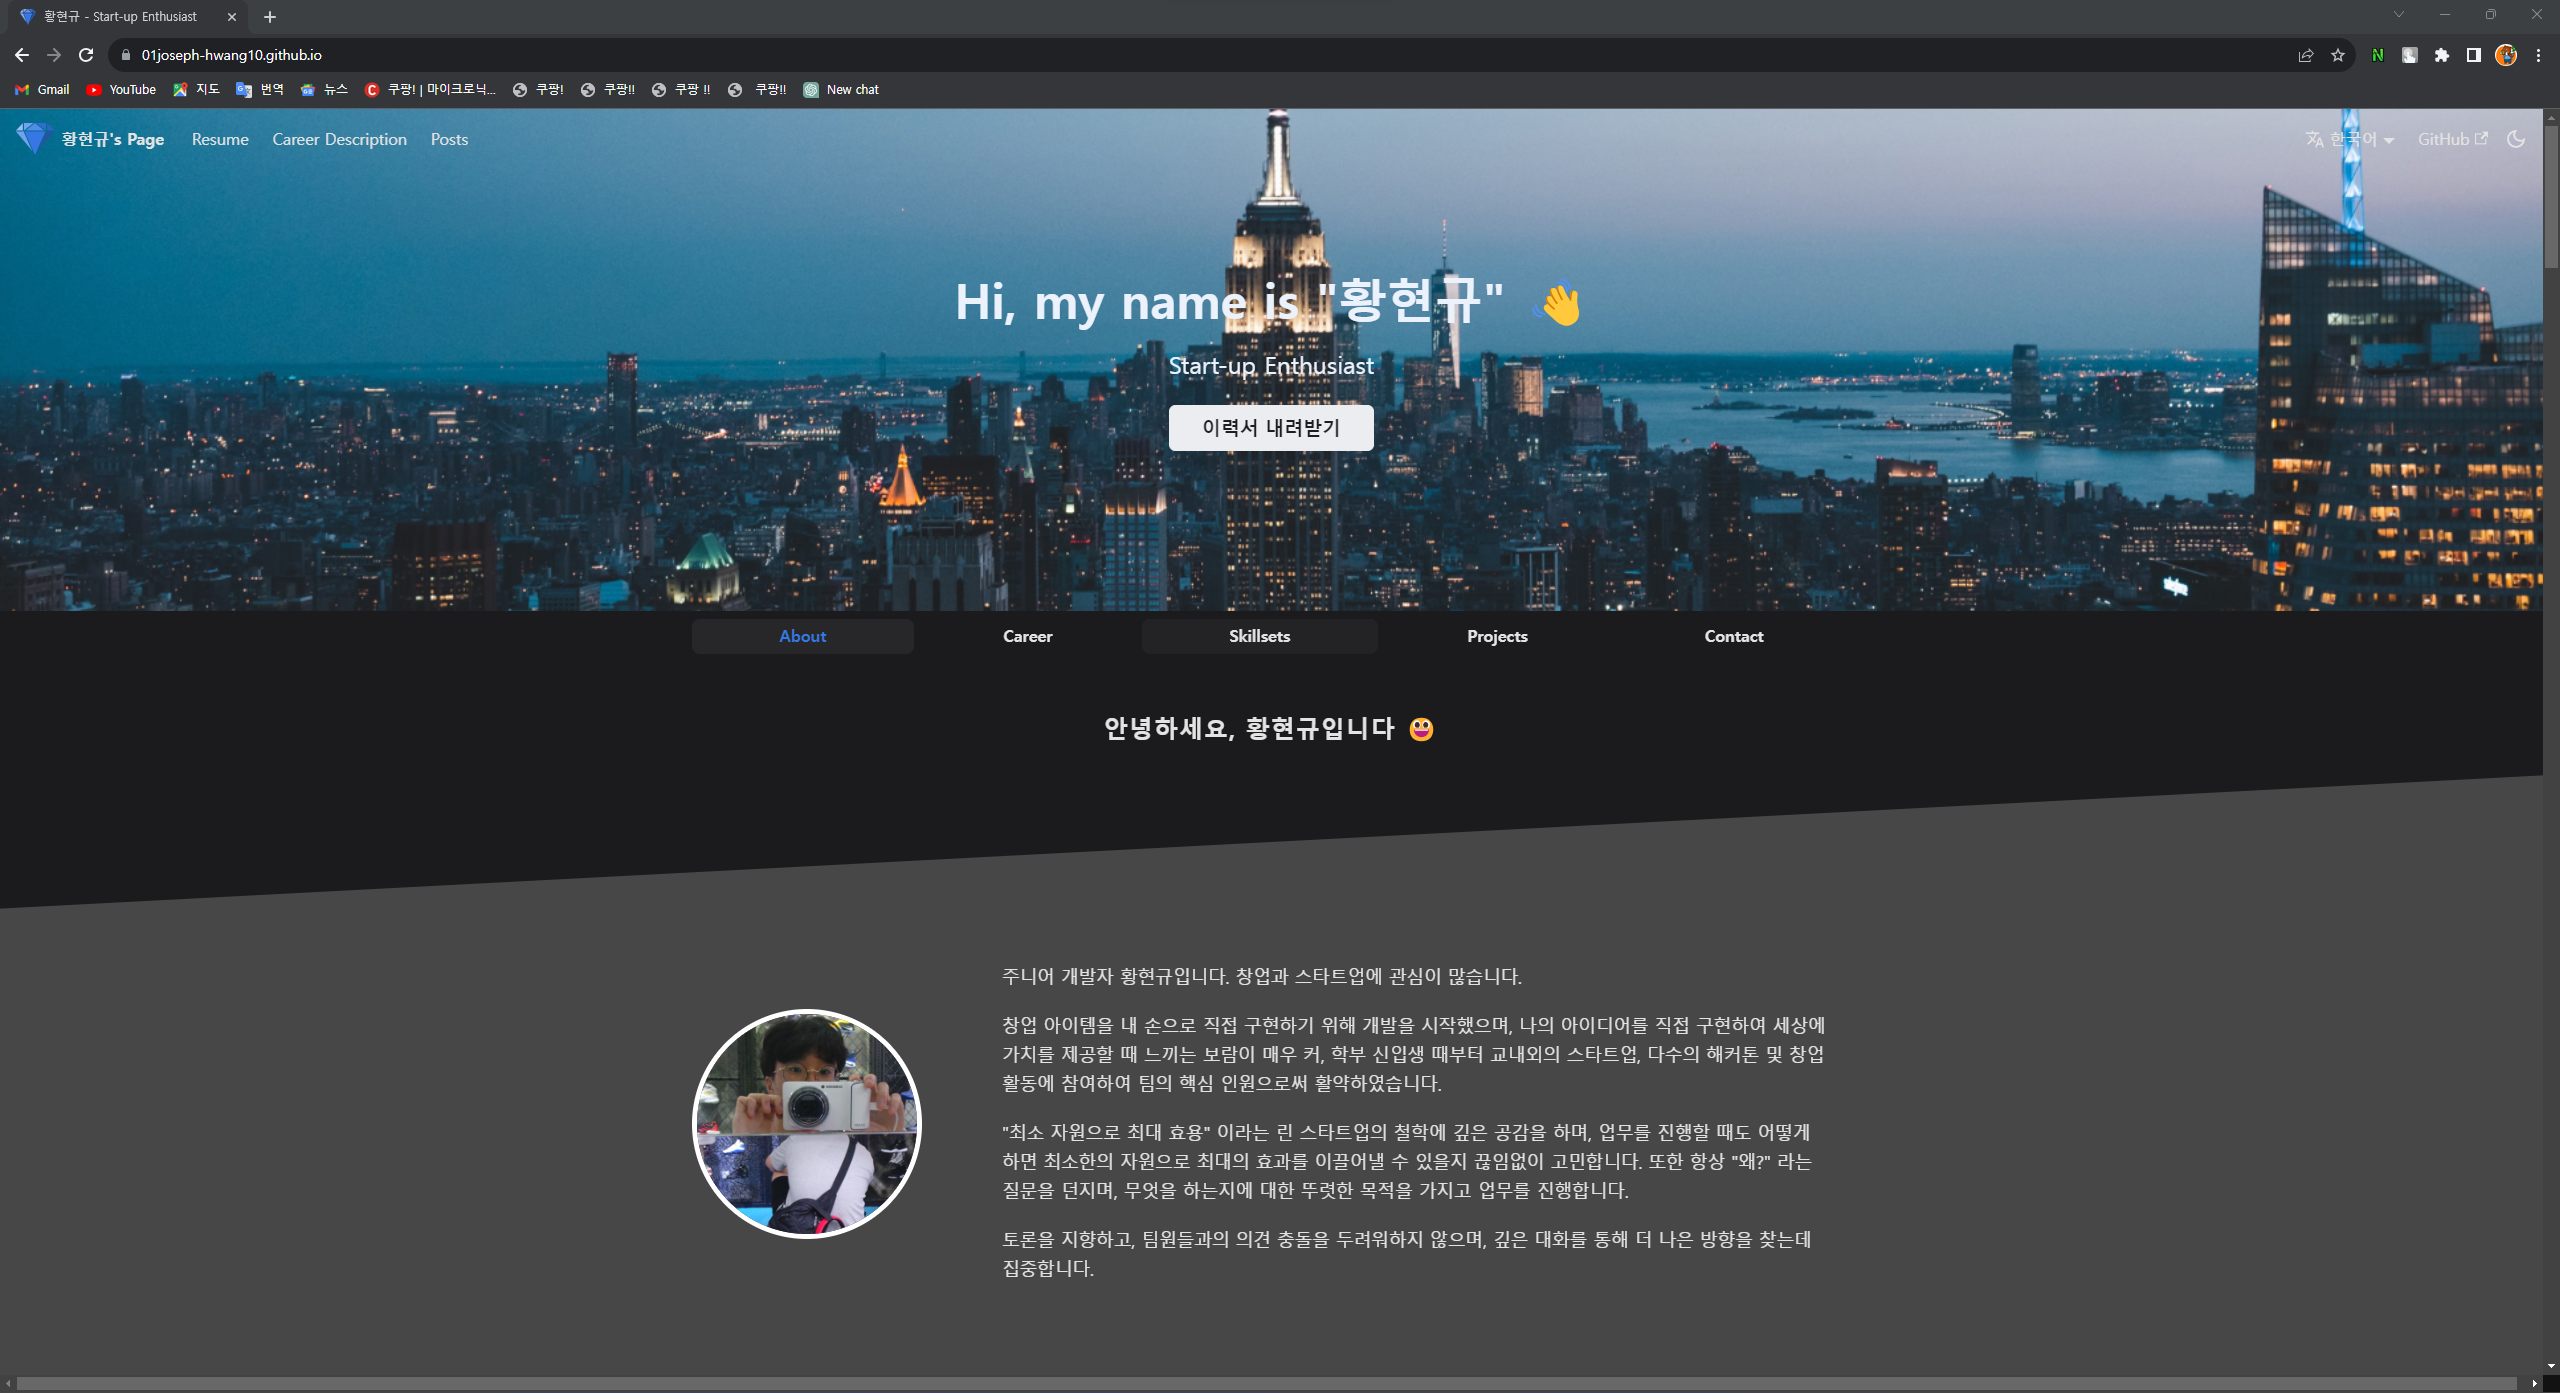 황현규 - Start-up Enthusiast
01joseph-hwang10.github.io
Gmail YouTube 지도 번역 뉴스 쿠팡! | 마이크로닉... 쿠팡! 쿠팡!! 쿠팡 !! 쿠팡!! New chat
황현규's Page Resume Career Description Posts 한국어 GitHub
Hi, my name is "황현규" 👋
Start-up Enthusiast
이력서 내려받기
About Career Skillsets Projects Contact
안녕하세요, 황현규입니다 😃
주니어 개발자 황현규입니다. 창업과 스타트업에 관심이 많습니다.
창업 아이템을 내 손으로 직접 구현하기 위해 개발을 시작했으며, 나의 아이디어를 직접 구현하여 세상에
가치를 제공할 때 느끼는 보람이 매우 커, 학부 신입생 때부터 교내외의 스타트업, 다수의 해커톤 및 창업
활동에 참여하여 팀의 핵심 인원으로써 활약하였습니다.
"최소 자원으로 최대 효용" 이라는 린 스타트업의 철학에 깊은 공감을 하며, 업무를 진행할 때도 어떻게
하면 최소한의 자원으로 최대의 효과를 이끌어낼 수 있을지 끊임없이 고민합니다. 또한 항상 "왜?" 라는
질문을 던지며, 무엇을 하는지에 대한 뚜렷한 목적을 가지고 업무를 진행합니다.
토론을 지향하고, 팀원들과의 의견 충돌을 두려워하지 않으며, 깊은 대화를 통해 더 나은 방향을 찾는데
집중합니다.